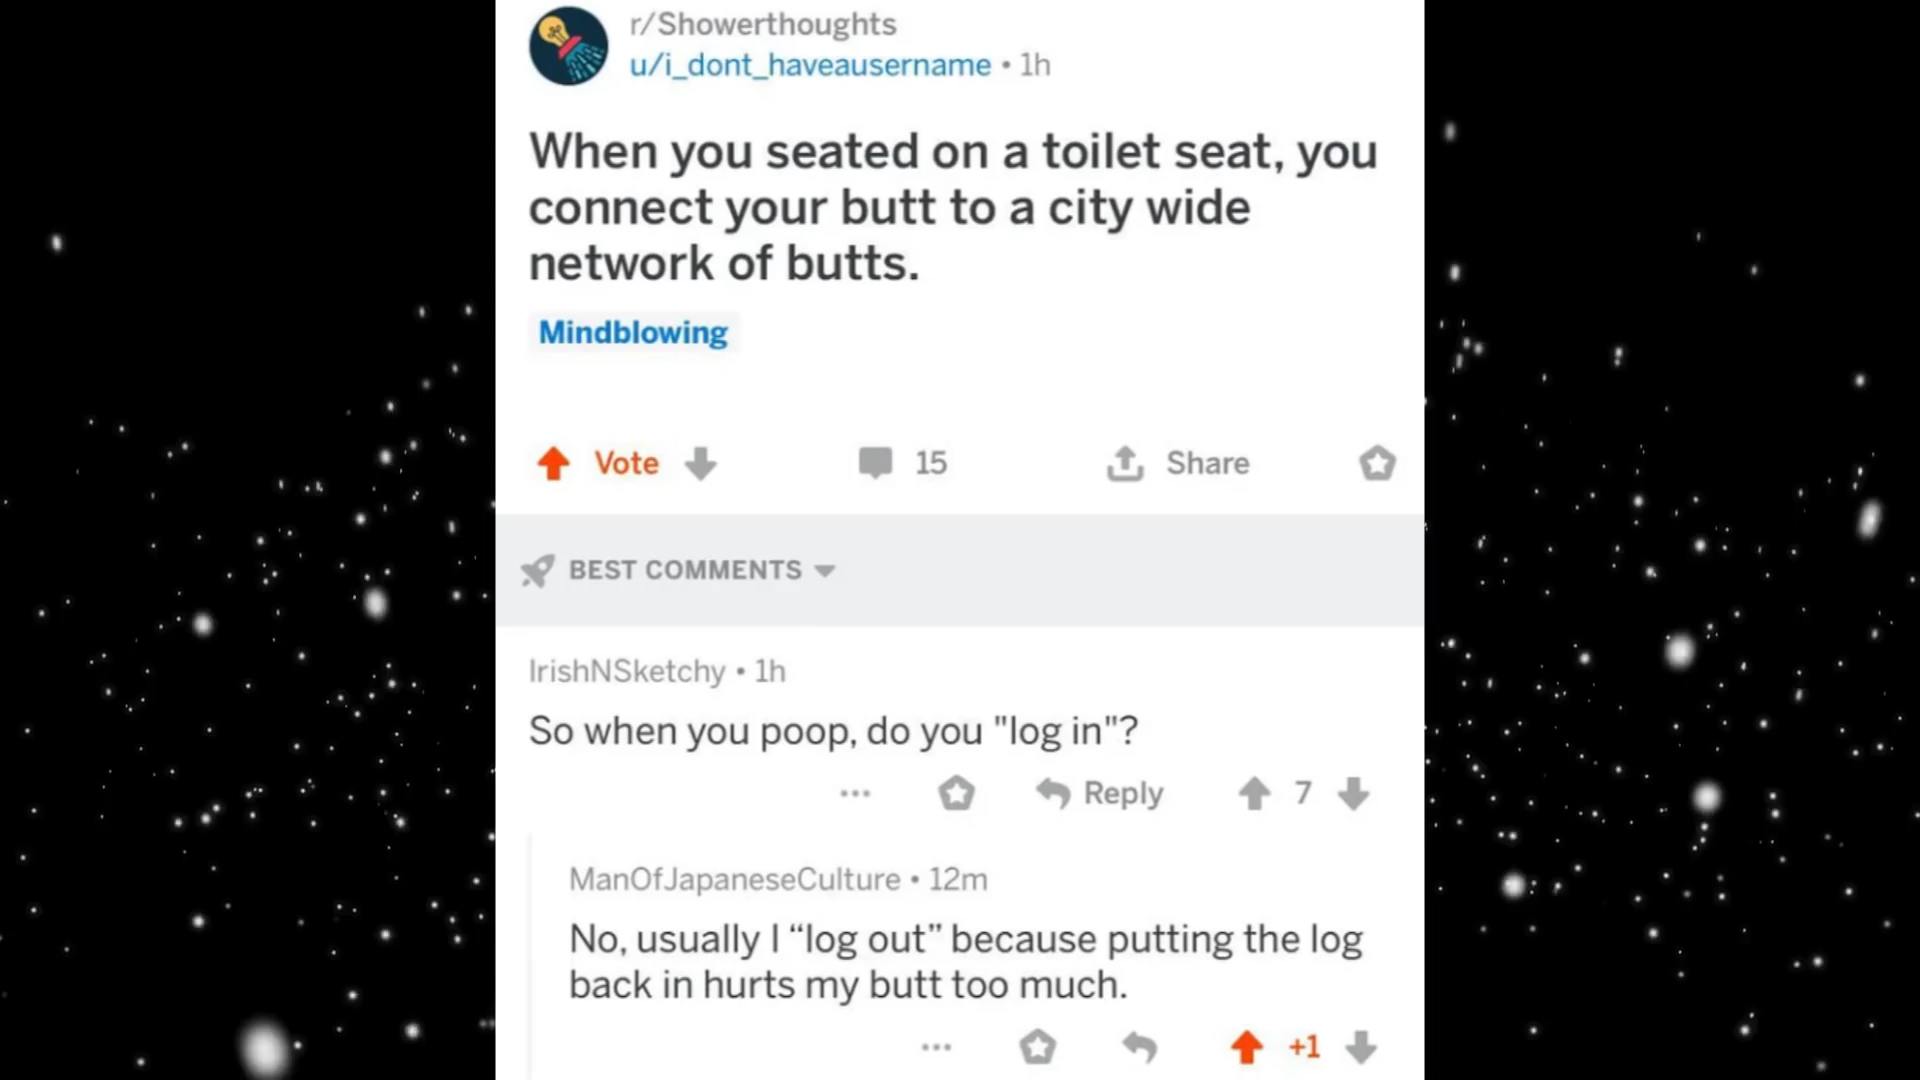 r/Showerthoughts
u/i_dont_haveausername • 1h
When you seated on a toilet seat, you
connect your butt to a city wide
network of butts.
Mindblowing
Vote 15 Share
BEST COMMENTS
IrishNSketchy • 1h
So when you poop, do you "log in"?
... Reply 7
ManOfJapaneseCulture • 12m
No, usually I “log out” because putting the log
back in hurts my butt too much.
... +1